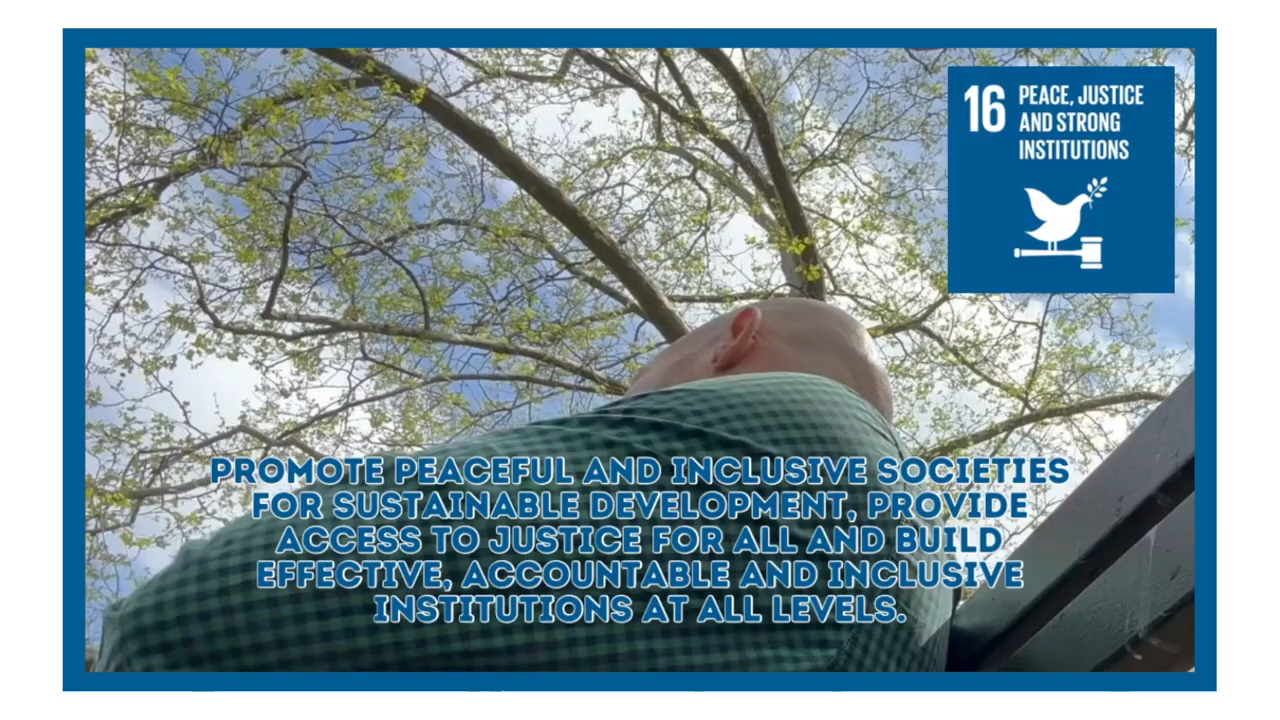 16 PEACE, JUSTICE
AND STRONG
INSTITUTIONS
PROMOTE PEACEFUL AND INCLUSIVE SOCIETIES
FOR SUSTAINABLE DEVELOPMENT, PROVIDE
ACCESS TO JUSTICE FOR ALL AND BUILD
EFFECTIVE, ACCOUNTABLE AND INCLUSIVE
INSTITUTIONS AT ALL LEVELS.